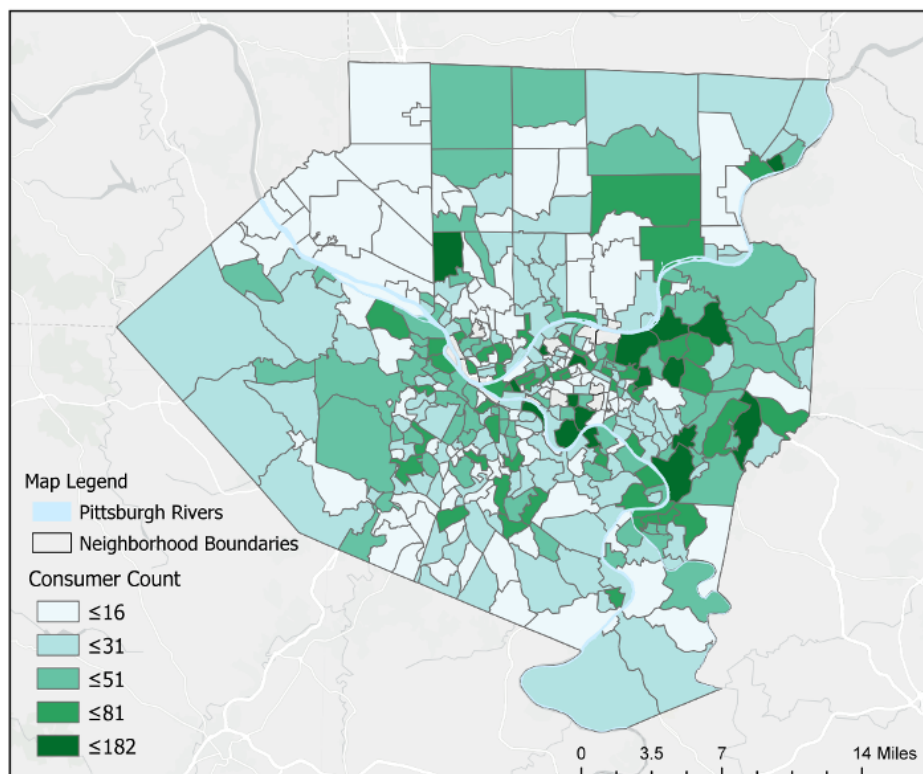 Map Legend
Pittsburgh Rivers
Neighborhood Boundaries
Consumer Count
≤16
≤31
≤51
≤81
≤182
0 3.5 7 14 Miles